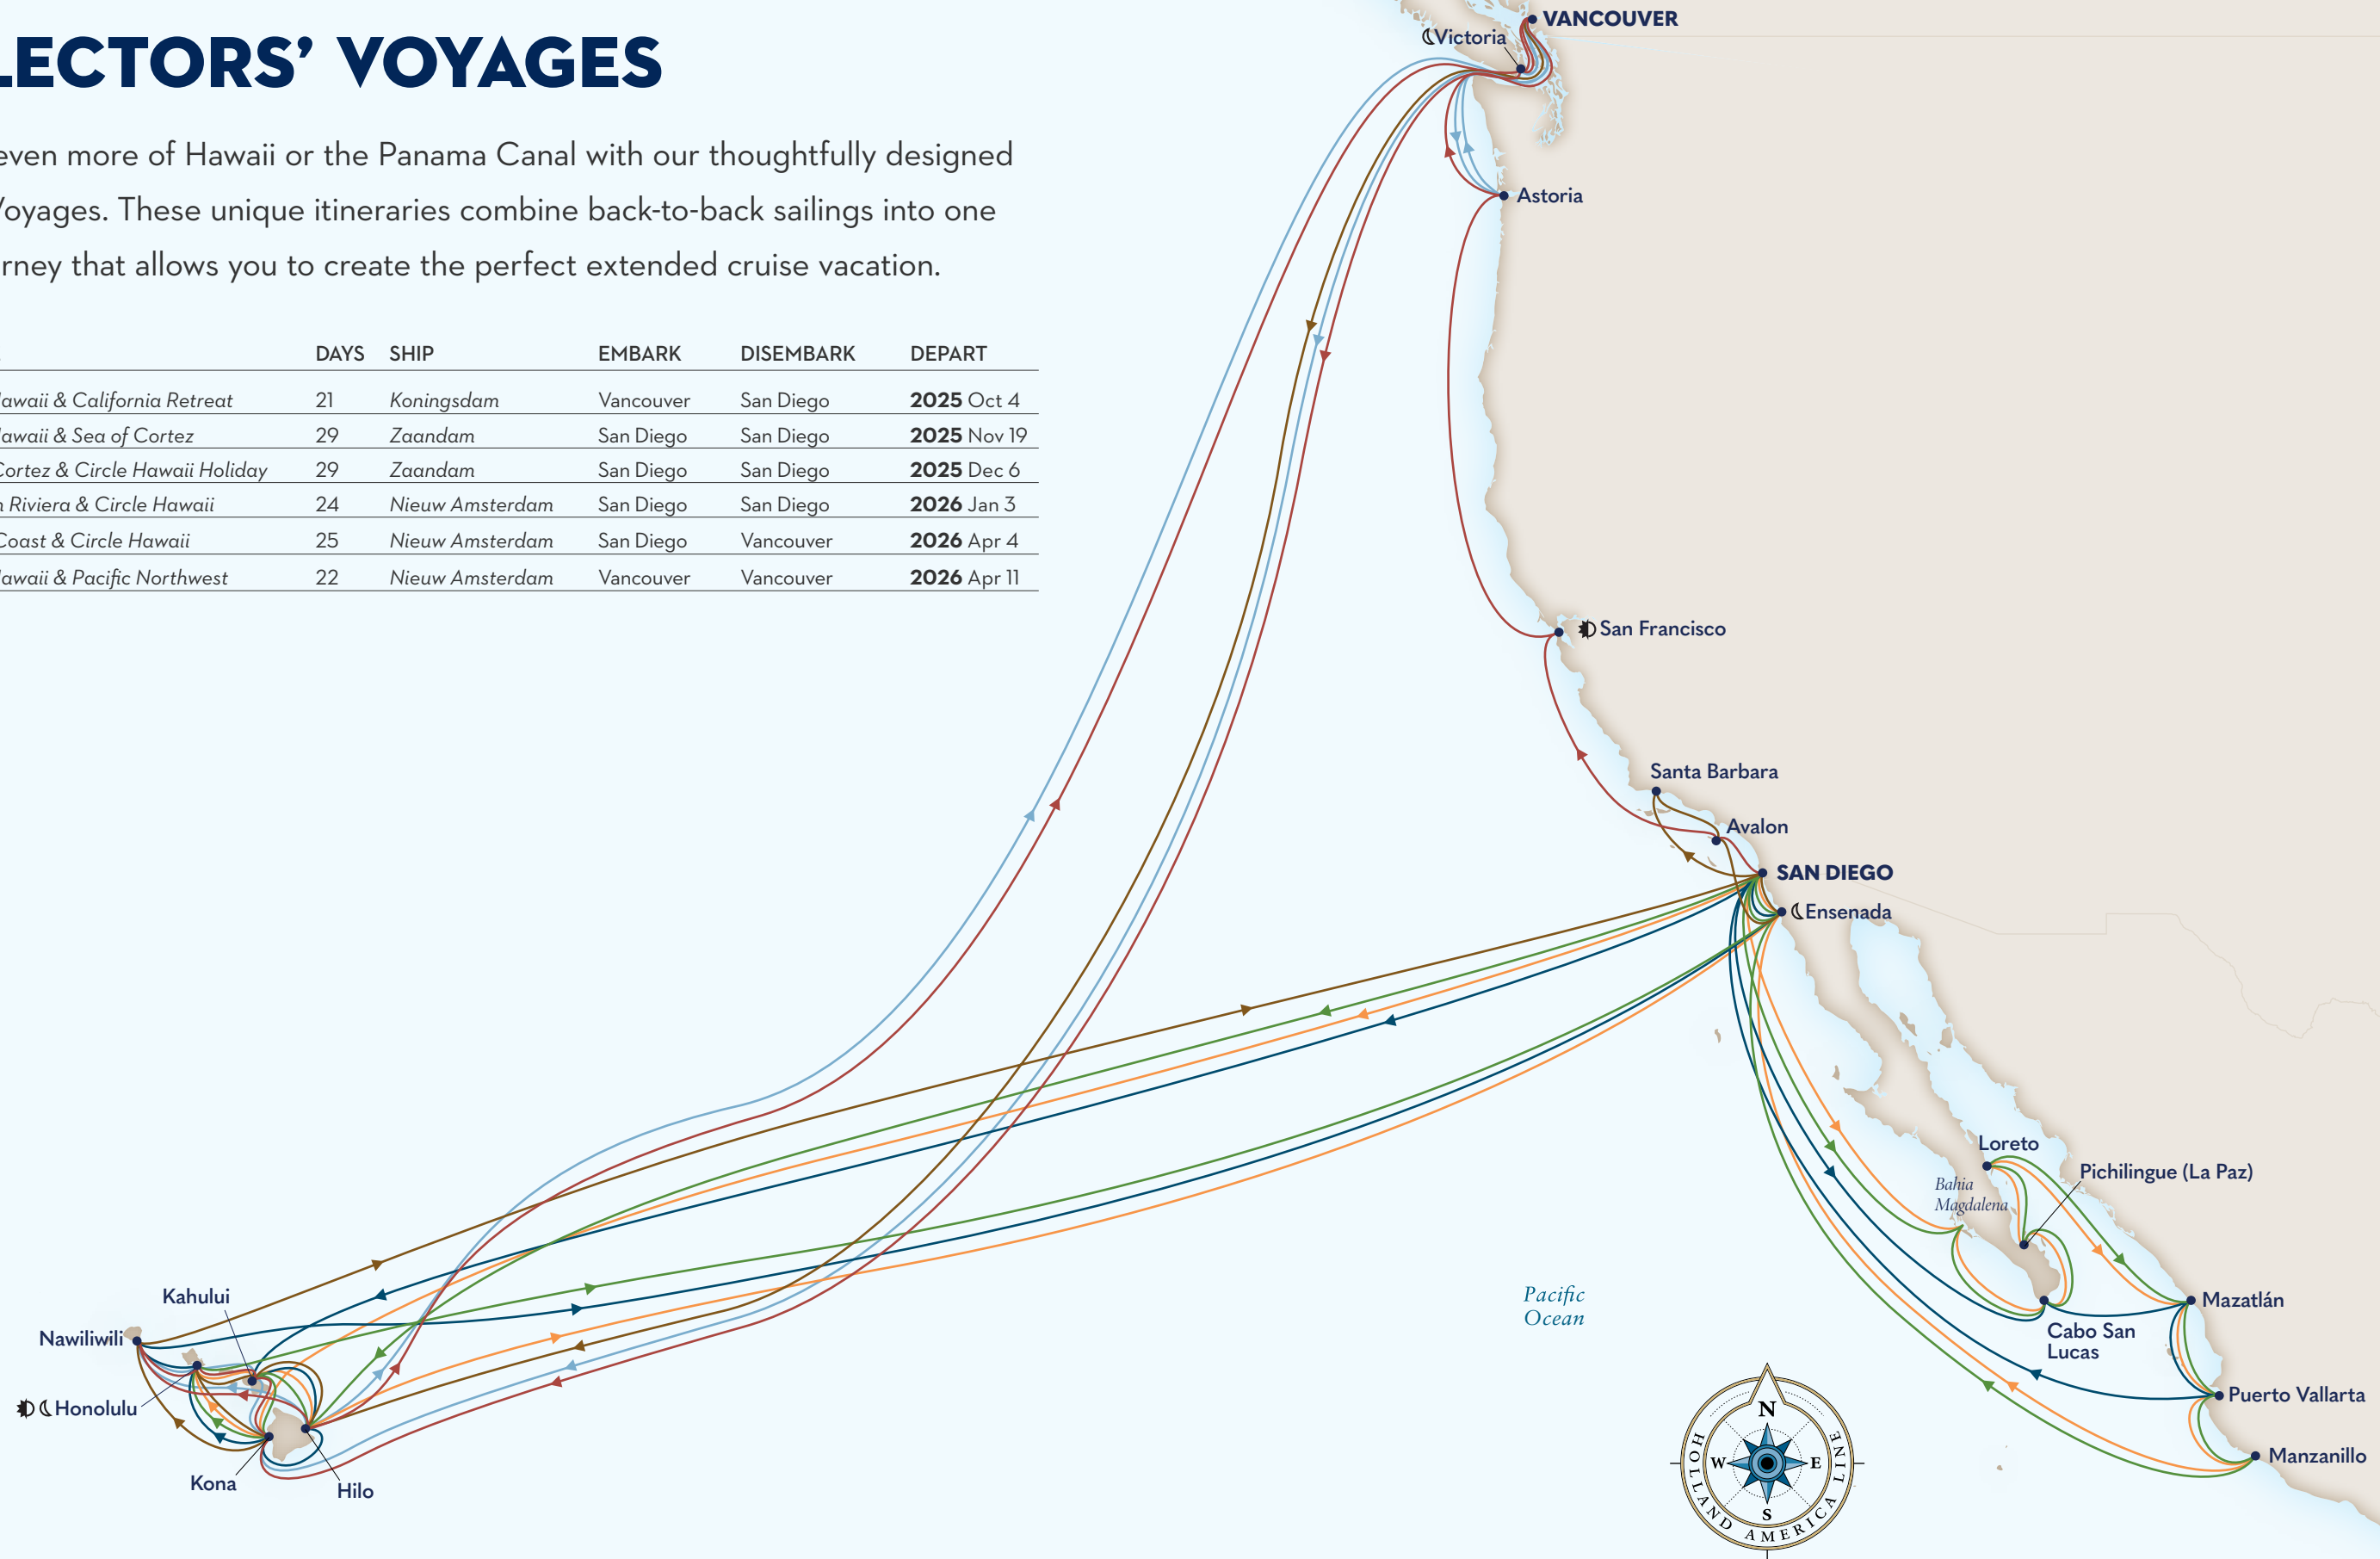 LECTORS’ VOYAGES
even more of Hawaii or the Panama Canal with our thoughtfully designed
Voyages. These unique itineraries combine back-to-back sailings into one
rney that allows you to create the perfect extended cruise vacation.
DAYS SHIP EMBARK DISEMBARK DEPART
awaii & California Retreat 21 Koningsdam Vancouver San Diego 2025 Oct 4
awaii & Sea of Cortez 29 Zaandam San Diego San Diego 2025 Nov 19
Cortez & Circle Hawaii Holiday 29 Zaandam San Diego San Diego 2025 Dec 6
n Riviera & Circle Hawaii 24 Nieuw Amsterdam San Diego San Diego 2026 Jan 3
Coast & Circle Hawaii 25 Nieuw Amsterdam San Diego Vancouver 2026 Apr 4
awaii & Pacific Northwest 22 Nieuw Amsterdam Vancouver Vancouver 2026 Apr 11
VANCOUVER
Victoria
Astoria
San Francisco
Santa Barbara
Avalon
SAN DIEGO
Ensenada
Loreto
Pichilingue (La Paz)
Bahia
Magdalena
Mazatlán
Cabo San
Lucas
Puerto Vallarta
Manzanillo
Pacific
Ocean
Kahului
Nawiliwili
Honolulu
Kona
Hilo
N
W E
S
HOLLAND AMERICA LINE